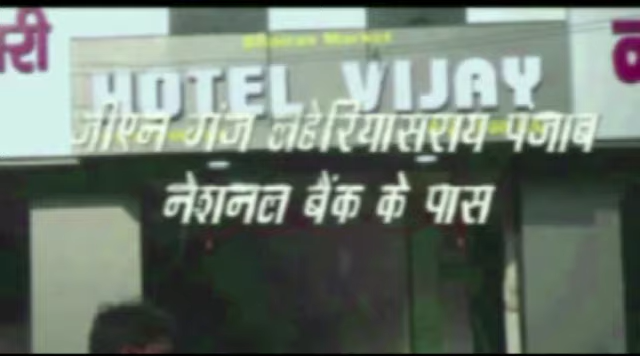 HOTEL VIJAY
जीएन गंज लहेरियासराय पंजाब
नेशनल बैंक के पास